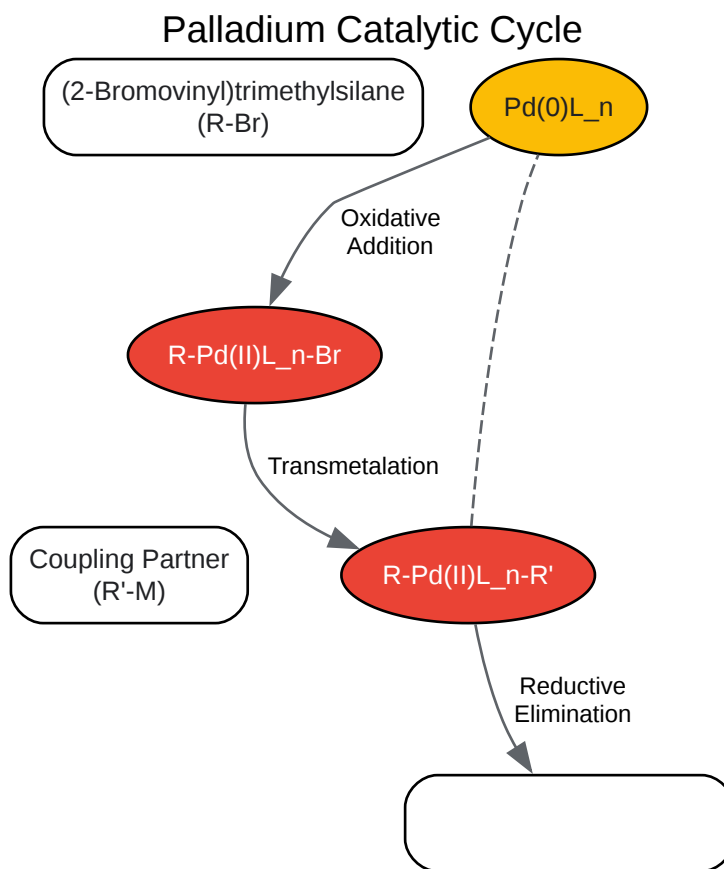 Palladium Catalytic Cycle
(2-Bromovinyl)trimethylsilane
(R-Br)
Pd(0)L_n
Oxidative
Addition
R-Pd(II)L_n-Br
Transmetalation
Coupling Partner
(R'-M)
R-Pd(II)L_n-R'
Reductive
Elimination